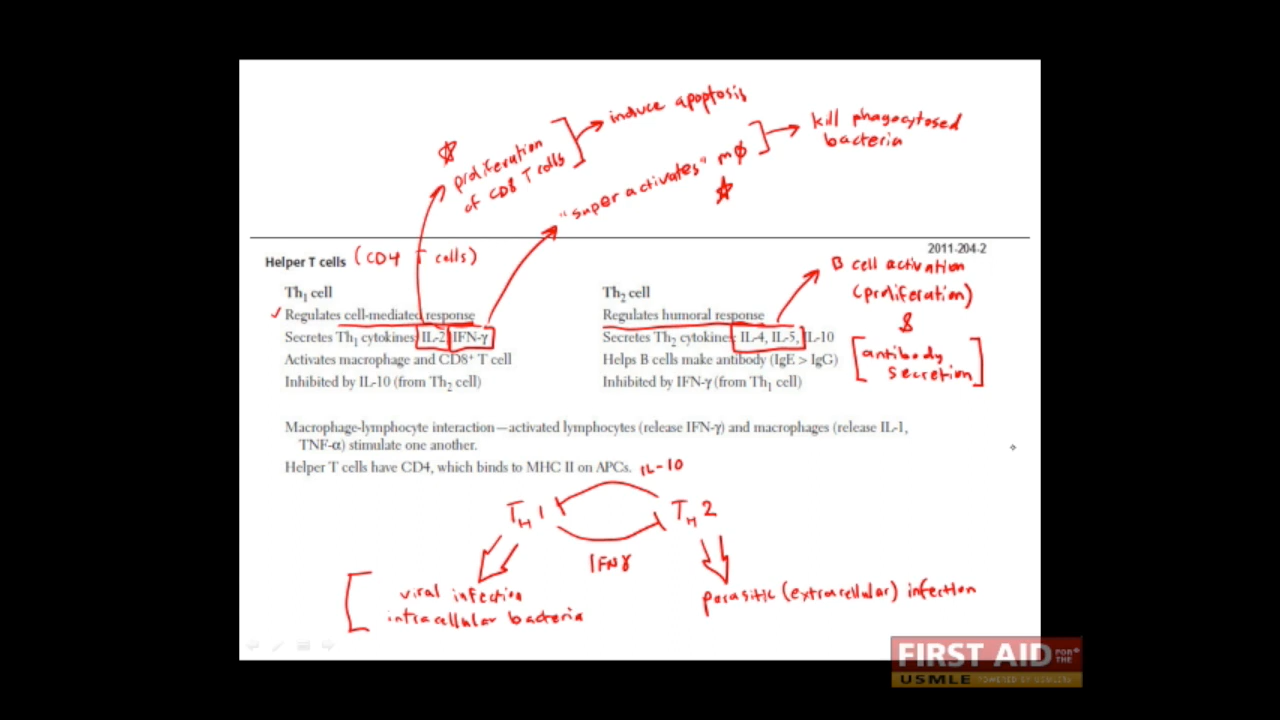 induce apoptosis
kill phagocytosed
bacteria
proliferation
of CD8 T cells
"super activates" mφ
2011-204-2
Helper T cells (CD4 T cells)
B cell activation
(proliferation)
&
[antibody
secretion]
Th1 cell
✓ Regulates cell-mediated response
Secretes Th1 cytokines: IL-2, IFN-γ
Activates macrophage and CD8+ T cell
Inhibited by IL-10 (from Th2 cell)
Th2 cell
Regulates humoral response
Secretes Th2 cytokines: IL-4, IL-5, IL-10
Helps B cells make antibody (IgE > IgG)
Inhibited by IFN-γ (from Th1 cell)
Macrophage-lymphocyte interaction—activated lymphocytes (release IFN-γ) and macrophages (release IL-1,
TNF-α) stimulate one another.
Helper T cells have CD4, which binds to MHC II on APCs.
IL-10
TH1 TH2
IFNγ
viral infection
intracellular bacteria
parasitic (extracellular) infection
FIRST AID FOR THE®
USMLE POWERED BY USMLERX